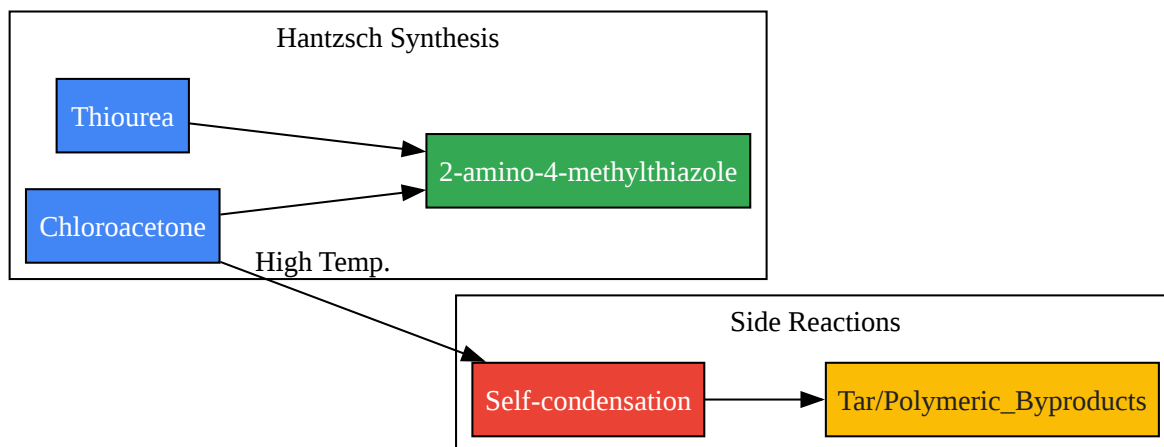 Hantzsch Synthesis
Thiourea
2-amino-4-methylthiazole
Chloroacetone
High Temp.
Side Reactions
Self-condensation
Tar/Polymeric_Byproducts